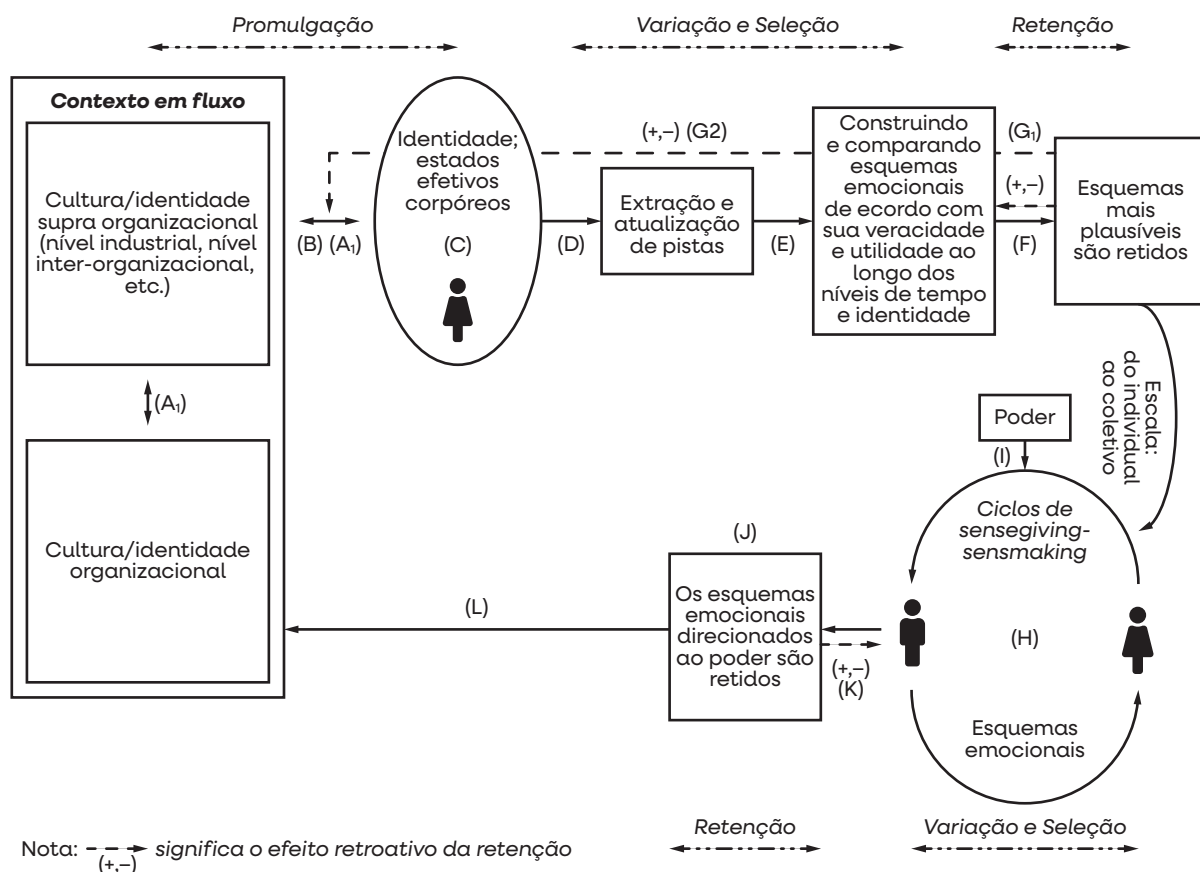 Promulgação
Variação e Seleção
Retenção
Contexto em fluxo
Cultura/identidade
supra organizacional
(nível industrial, nível
inter-organizacional,
etc.)
(A₁)
Cultura/identidade
organizacional
(B) (A₁)
Identidade;
estados
efetivos
corpóreos
(C)
(+,–) (G2)
(D)
Extração e
atualização
de pistas
(E)
Construindo
e comparando
esquemas
emocionais
de ecordo com
sua veracidade
e utilidade ao
longo dos
níveis de tempo
e identidade
(G₁)
(+,–)
(F)
Esquemas
mais
plausíveis
são retidos
Escala:
do individual
ao coletivo
Poder
(I)
Ciclos de
sensegiving-
sensmaking
(H)
Esquemas
emocionais
(J)
Os esquemas
emocionais
direcionados
ao poder são
retidos
(+,–)
(K)
(L)
Retenção
Variação e Seleção
Nota: (+,–) significa o efeito retroativo da retenção